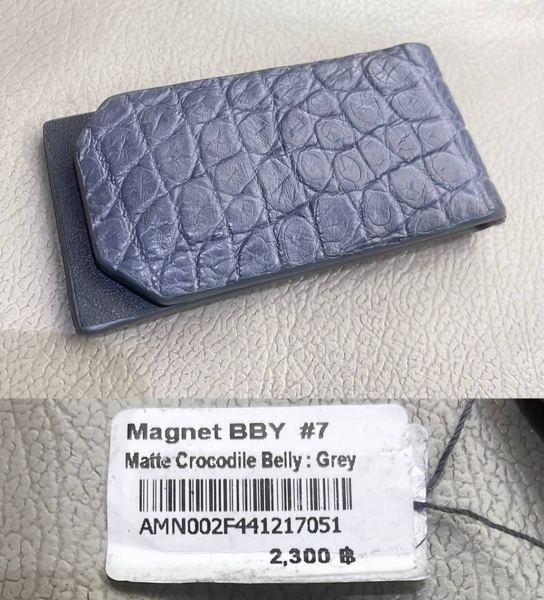 Magnet BBY #7
Matte Crocodile Belly : Grey
AMN002F441217051
2,300 ฿